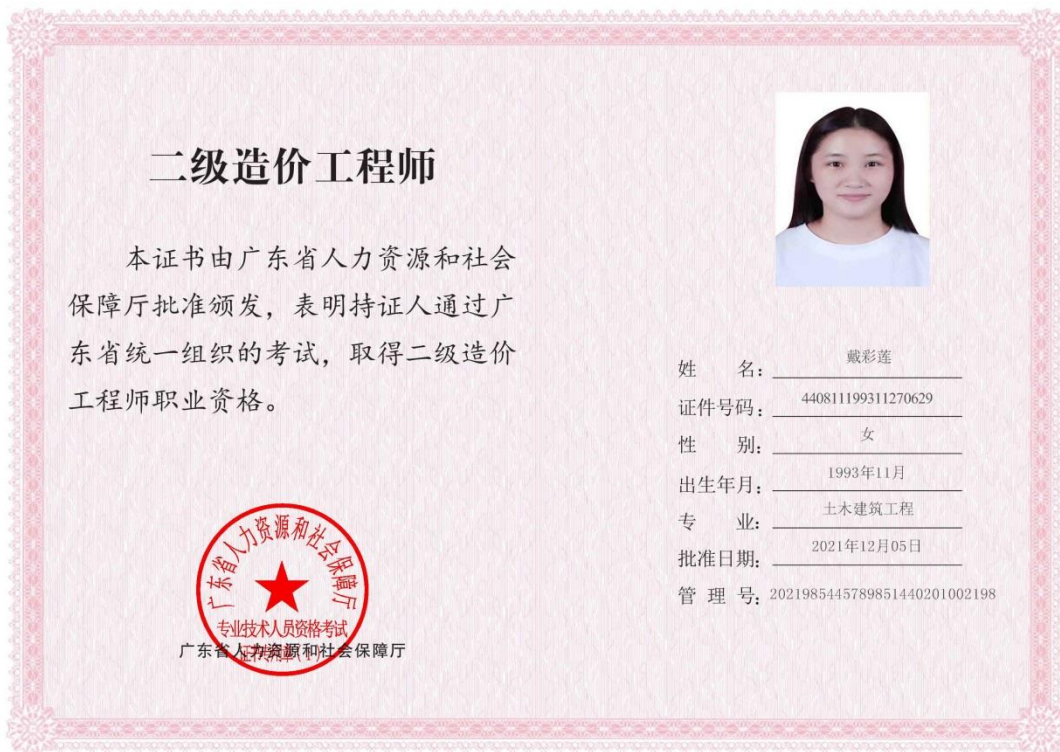 二级造价工程师
本证书由广东省人力资源和社会
保障厅批准颁发，表明持证人通过广
东省统一组织的考试，取得二级造价
工程师职业资格。
广东省人力资源和社会保障厅
专业技术人员资格考试
广东省人力资源和社会保障厅
姓 名：戴彩莲
证件号码：440811199311270629
性 别：女
出生年月：1993年11月
专 业：土木建筑工程
批准日期：2021年12月05日
管 理 号：20219854457898514402010021​98